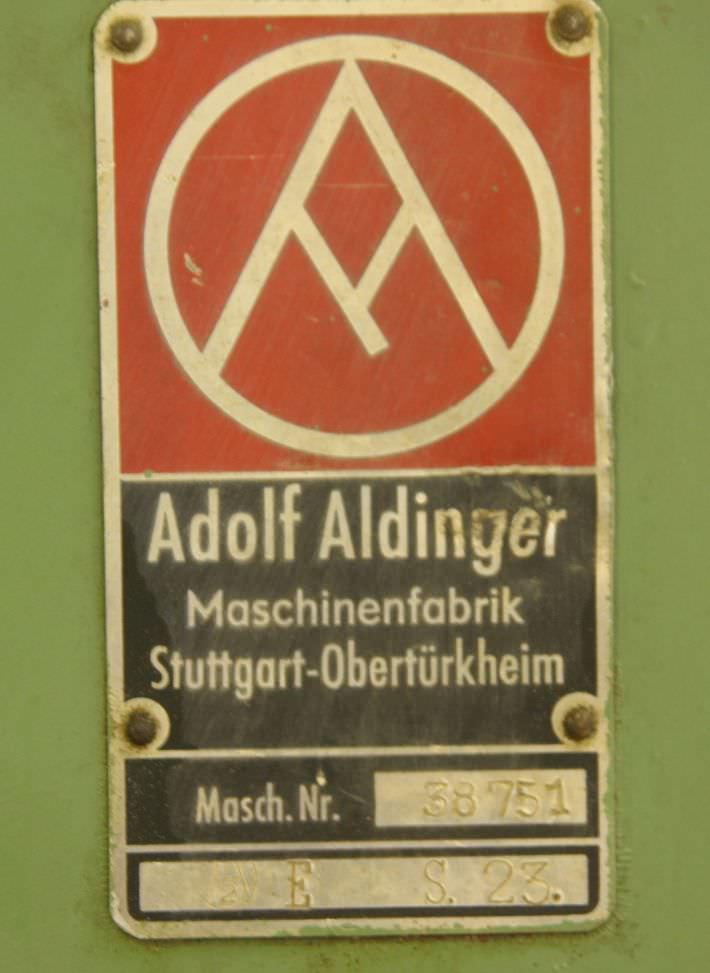 Adolf Aldinger
Maschinenfabrik
Stuttgart-Obertürkheim
Masch. Nr. 38751
E S. 23.